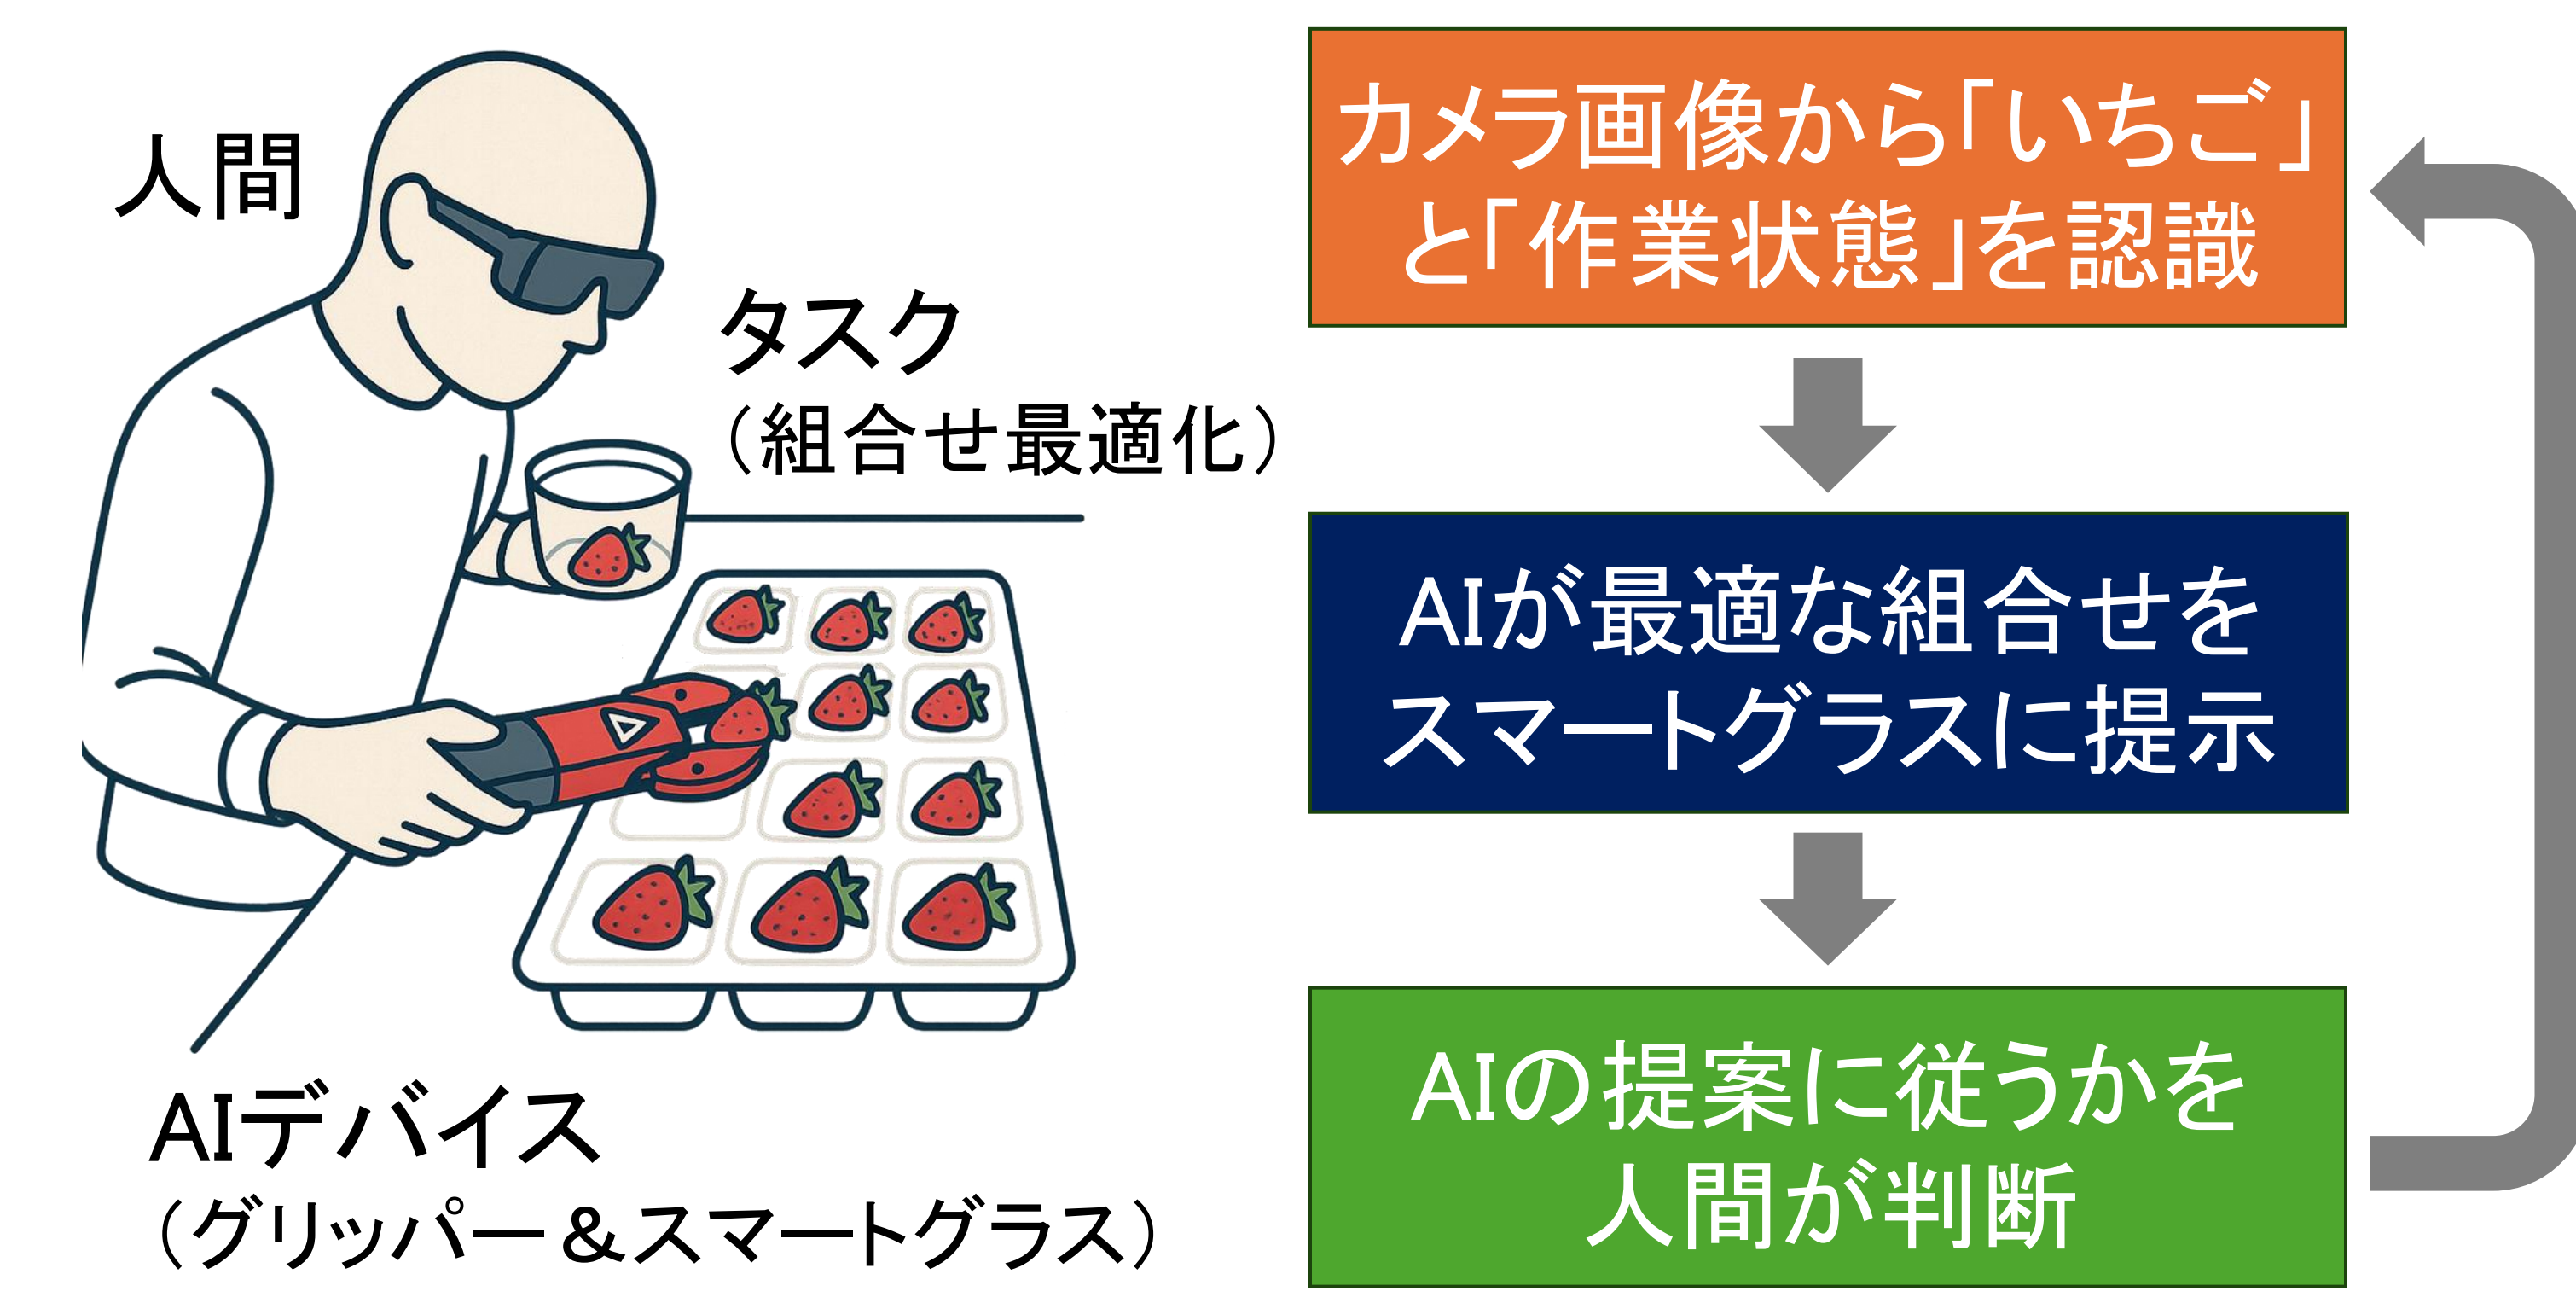 人間
タスク
（組合せ最適化）
AIデバイス
（グリッパー＆スマートグラス）
カメラ画像から「いちご」
と「作業状態」を認識
AIが最適な組合せを
スマートグラスに提示
AIの提案に従うかを
人間が判断